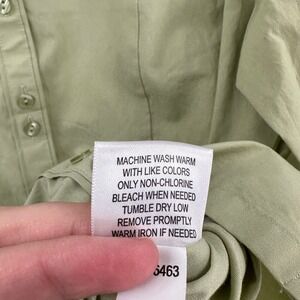 MACHINE WASH WARM
WITH LIKE COLORS
ONLY NON-CHLORINE
BLEACH WHEN NEEDED
TUMBLE DRY LOW
REMOVE PROMPTLY
WARM IRON IF NEEDED